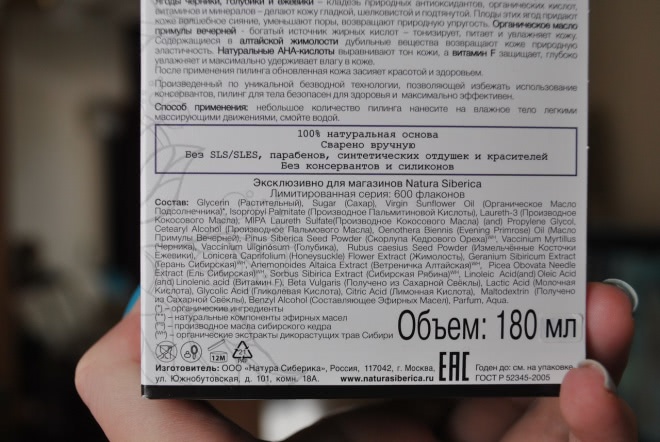 ягоды черники, голубики и ежевики – кладезь природных антиоксидантов, органических кислот,
витаминов и минералов – делают кожу гладкой, шелковистой и подтянутой. Плоды этих ягод придают
коже волшебное сияние, уменьшают поры, возвращают природную упругость. Органическое масло
примулы вечерней - богатый источник жирных кислот – тонизирует, питает и увлажняет кожу.
Содержащиеся в алтайской жимолости дубильные вещества возвращают коже природную
эластичность. Натуральные АНА-кислоты выравнивают тон кожи, а витамин F защищает, глубоко
увлажняет и максимально удерживает влагу в коже.
После применения пилинга обновленная кожа засияет красотой и здоровьем.
Произведенный по уникальной безводной технологии, позволяющей избежать использование
консервантов, пилинг для тела безопасен для здоровья и максимально эффективен.
Способ применения: небольшое количество пилинга нанесите на влажное тело легкими
массирующими движениями, смойте водой.
100% натуральная основа
Сварено вручную
Без SLS/SLES, парабенов, синтетических отдушек и красителей
Без консервантов и силиконов
Эксклюзивно для магазинов Natura Siberica
Лимитированная серия: 600 флаконов
Состав: Glycerin (Растительный), Sugar (Сахар), Virgin Sunflower Oil (Органическое Масло
Подсолнечника)*, Isopropyl Palmitate (Производное Пальмитиновой Кислоты), Laureth-3 (Производное
Кокосового Масла), MIPA Laureth Sulfate(Производное Кокосового Масла) (and) Propylene Glycol,
Cetearyl Alcohol (Производное Пальмового Масла), Oenothera Biennis (Evening Primrose) Oil (Масло
Примулы Вечерней), Pinus Siberica Seed Powder (Скорлупа Кедрового Ореха), Vaccinium Myrtillus
(Черника), Vaccinium Uliginosum (Голубика), Rubus caesius Seed Powder (Измельчённые Косточки
Ежевики), Lonicera Caprifolium (Honeysuckle) Flower Extract (Жимолость), Geranium Sibiricum Extract
(Герань Сибирская), Anemonoides Altaica Extract (Ветреничка Алтайская), Picea Obovata Needle
Extract (Ель Сибирская), Sorbus Sibirica Extract (Сибирская Рябина), Linoleic Acid(and) Oleic Acid
(and) Linolenic acid (Витамин F), Beta Vulgaris (Получено из Сахарной Свёклы), Lactic Acid (Молочная
Кислота), Glycolic Acid (Гликолевая Кислота), Citric Acid (Лимонная Кислота), Maltodextrin (Получено
из Сахарной Свёклы), Benzyl Alcohol (Составляющее Эфирных Масел), Parfum, Aqua.
(*) – органические ингредиенты
– натуральные компоненты эфирных масел
– производное масла сибирского кедра
(wh) – органические экстракты дикорастущих трав Сибири
Объем: 180 мл
12M
21
EAC
Изготовитель: ООО «Натура Сиберика», Россия, 117042, г. Москва,
ул. Южнобутовская, д. 101, комн. 18А.
www.naturasiberica.ru
Годен до: см. на упаковке
ГОСТ Р 52345-2005